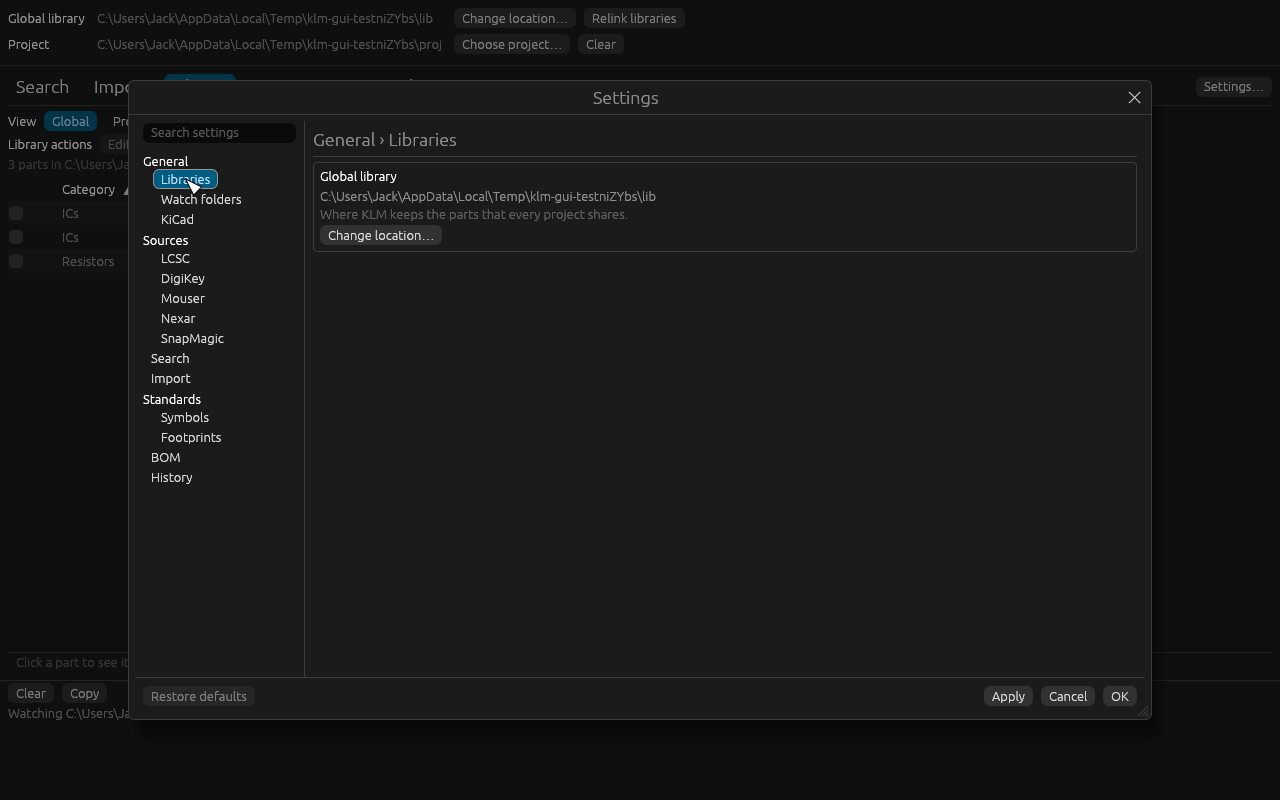 Global library C:\Users\Jack\AppData\Local\Temp\klm-gui-testniZYbs\lib Change location… Relink libraries
Project C:\Users\Jack\AppData\Local\Temp\klm-gui-testniZYbs\proj Choose project… Clear
Search Settings…
Settings
View Global
Library actions
3 parts in
Category
ICs
ICs
Resistors
Search settings
General
Libraries
Watch folders
KiCad
Sources
LCSC
DigiKey
Mouser
Nexar
SnapMagic
Search
Import
Standards
Symbols
Footprints
BOM
History
General › Libraries
Global library
C:\Users\Jack\AppData\Local\Temp\klm-gui-testniZYbs\lib
Where KLM keeps the parts that every project shares.
Change location…
Restore defaults Apply Cancel OK
Click a part to see
Clear Copy
Watching